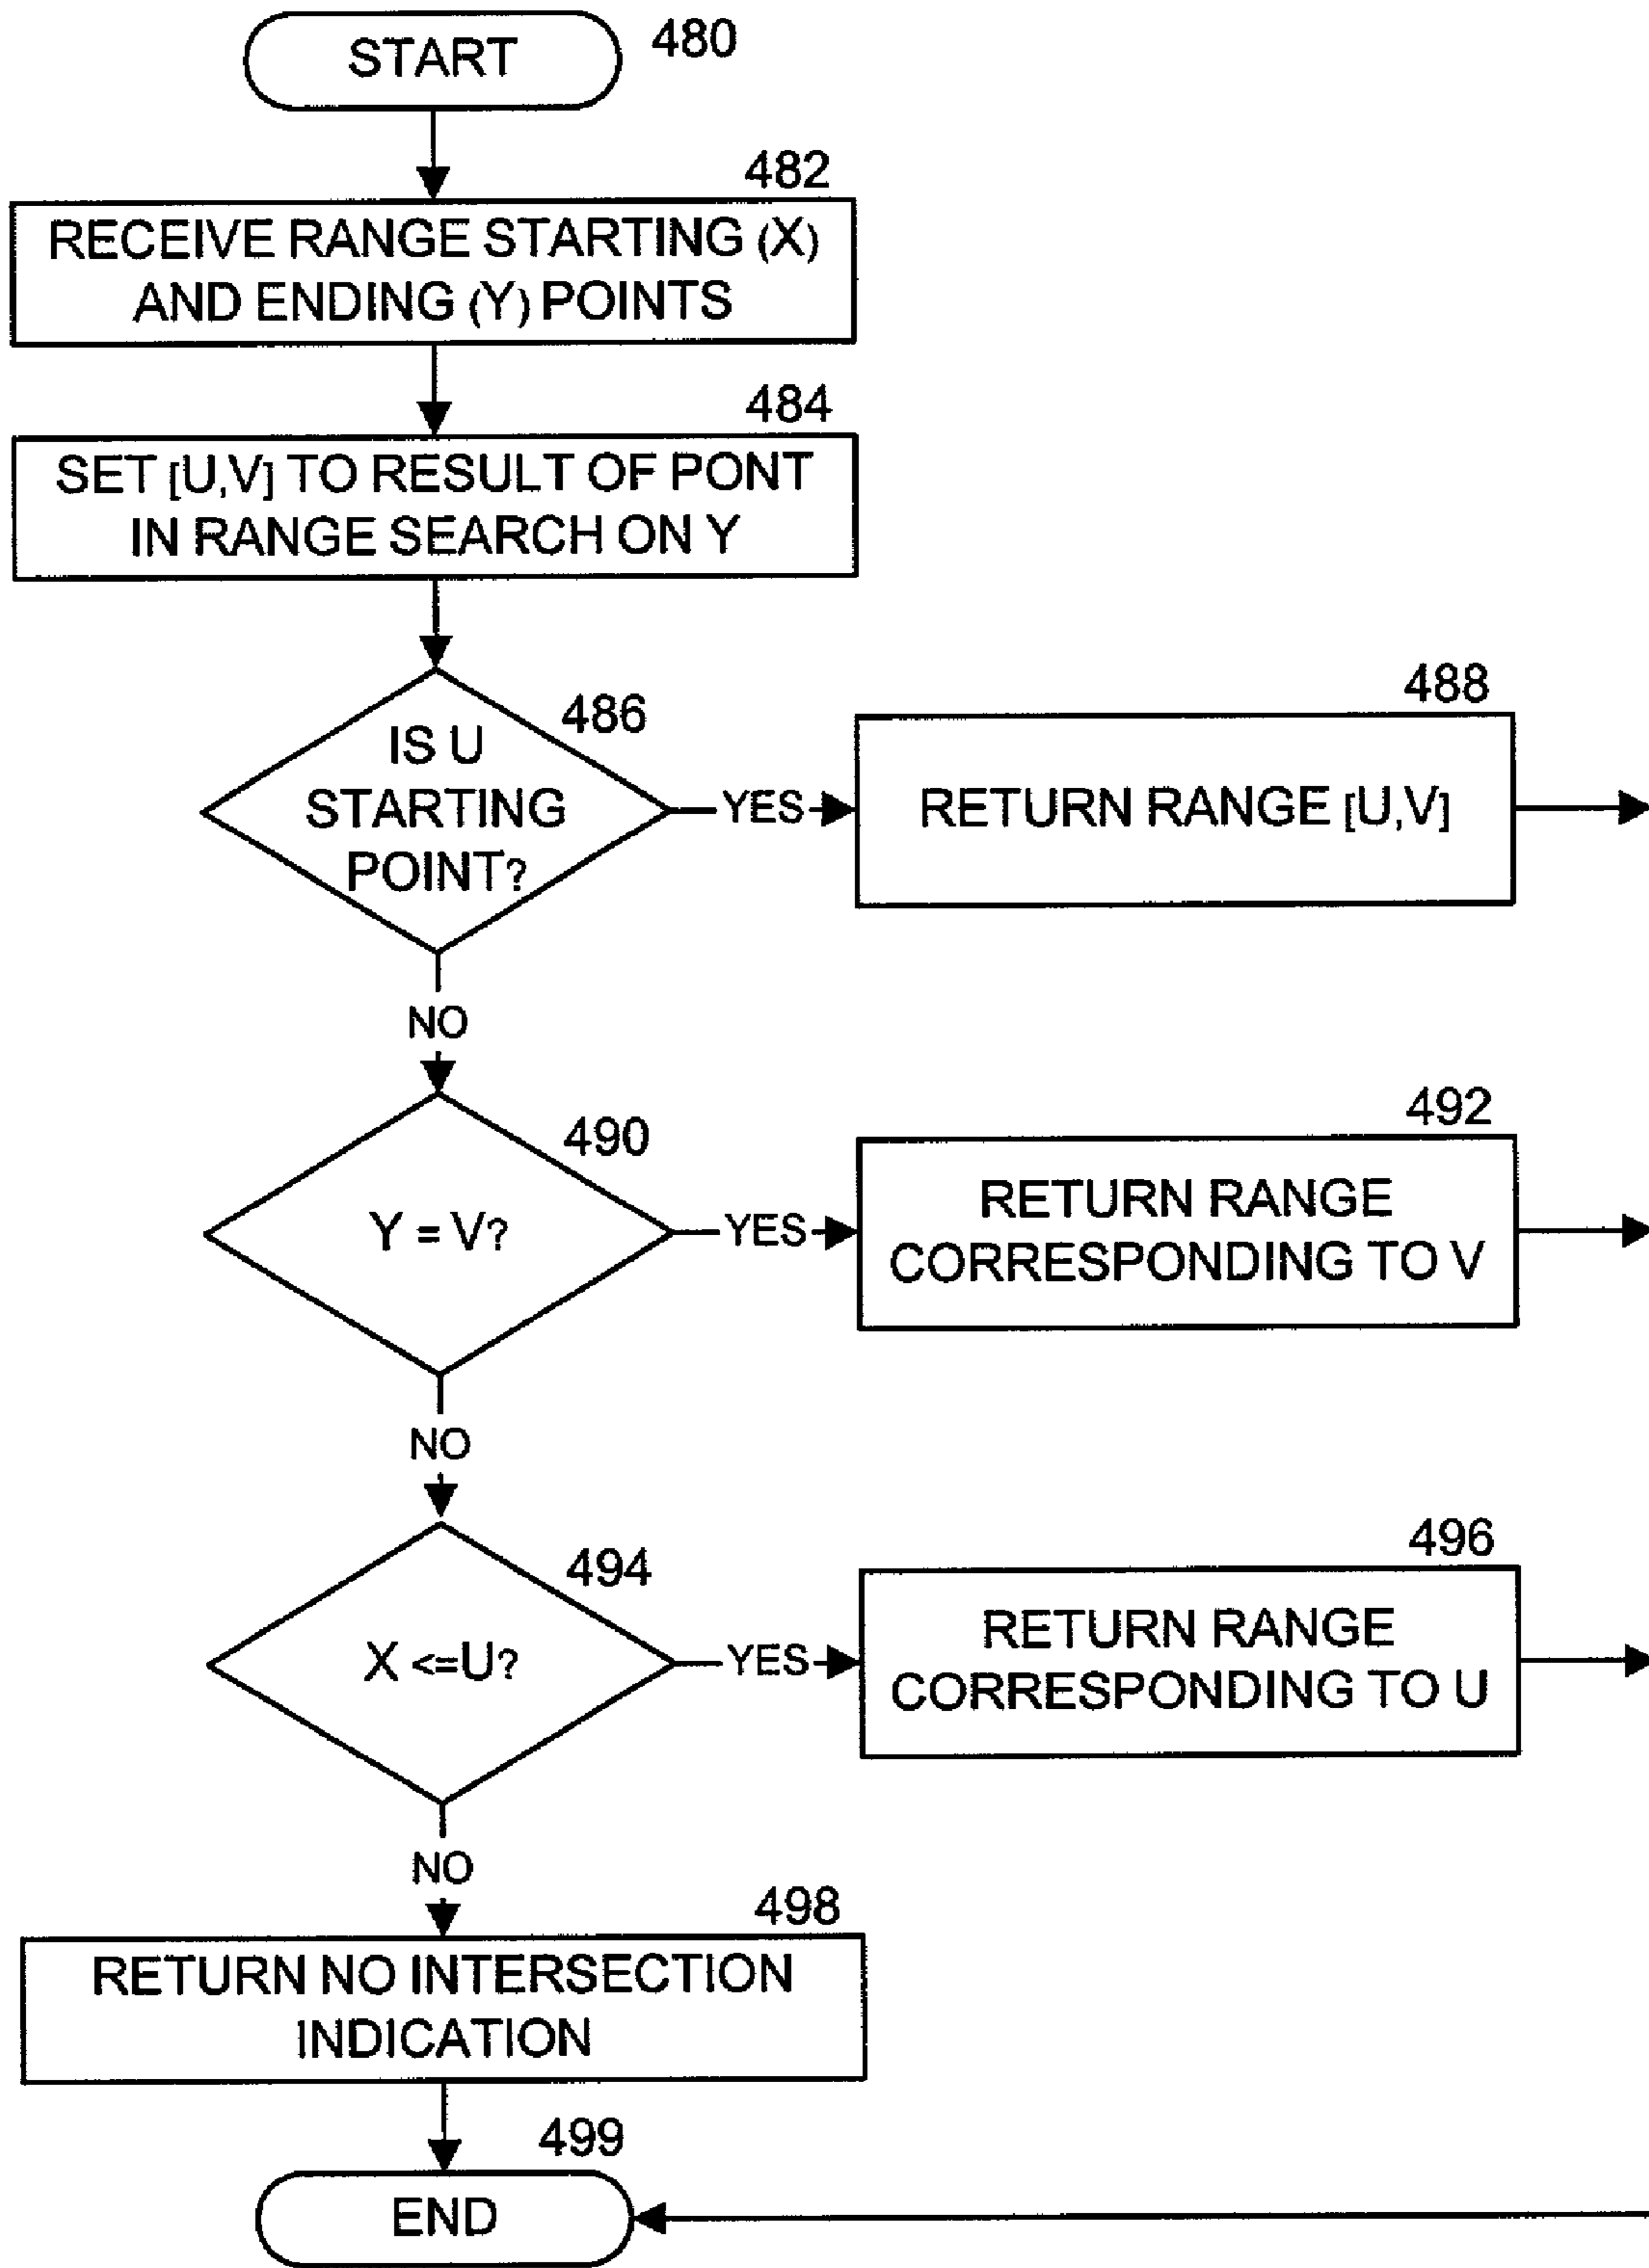 START
480
482
RECEIVE RANGE STARTING (X)
AND ENDING (Y) POINTS
484
SET [U,V] TO RESULT OF PONT
IN RANGE SEARCH ON Y
486
IS U
STARTING
POINT?
YES
488
RETURN RANGE [U,V]
NO
490
Y = V?
YES
492
RETURN RANGE
CORRESPONDING TO V
NO
494
X <=U?
YES
496
RETURN RANGE
CORRESPONDING TO U
NO
498
RETURN NO INTERSECTION
INDICATION
499
END